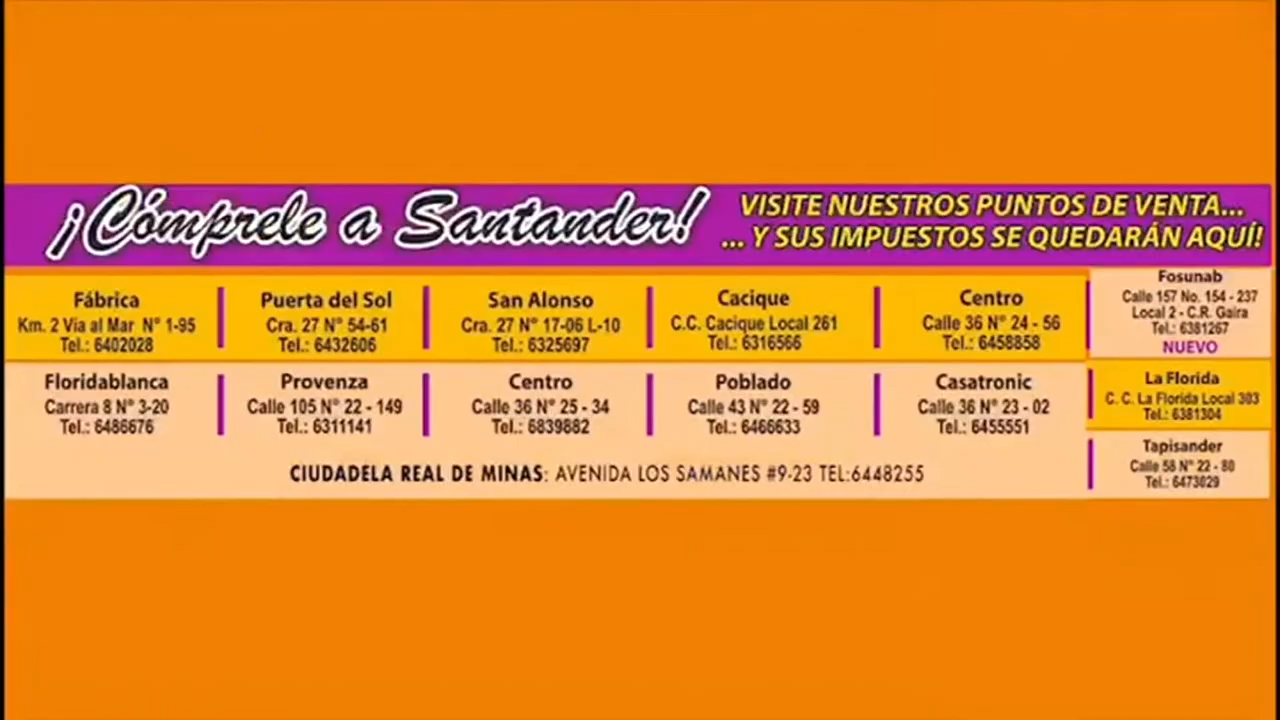 ¡Cómprele a Santander!
VISITE NUESTROS PUNTOS DE VENTA...
... Y SUS IMPUESTOS SE QUEDARÁN AQUÍ!
Fábrica
Km. 2 Via al Mar N° 1-95
Tel.: 6402028
Puerta del Sol
Cra. 27 N° 54-61
Tel.: 6432606
San Alonso
Cra. 27 N° 17-06 L-10
Tel.: 6325697
Cacique
C.C. Cacique Local 261
Tel.: 6316566
Centro
Calle 36 N° 24 - 56
Tel.: 6458858
Fosunab
Calle 157 No. 154 - 237
Local 2 - C.R. Gaira
Tel.: 6381267
NUEVO
Floridablanca
Carrera 8 N° 3-20
Tel.: 6486676
Provenza
Calle 105 N° 22 - 149
Tel.: 6311141
Centro
Calle 36 N° 25 - 34
Tel.: 6839882
Poblado
Calle 43 N° 22 - 59
Tel.: 6466633
Casatronic
Calle 36 N° 23 - 02
Tel.: 6455551
La Florida
C. C. La Florida Local 303
Tel.: 6381304
Tapisander
Calle 58 N° 22 - 80
Tel.: 6473029
CIUDADELA REAL DE MINAS: AVENIDA LOS SAMANES #9-23 TEL:6448255